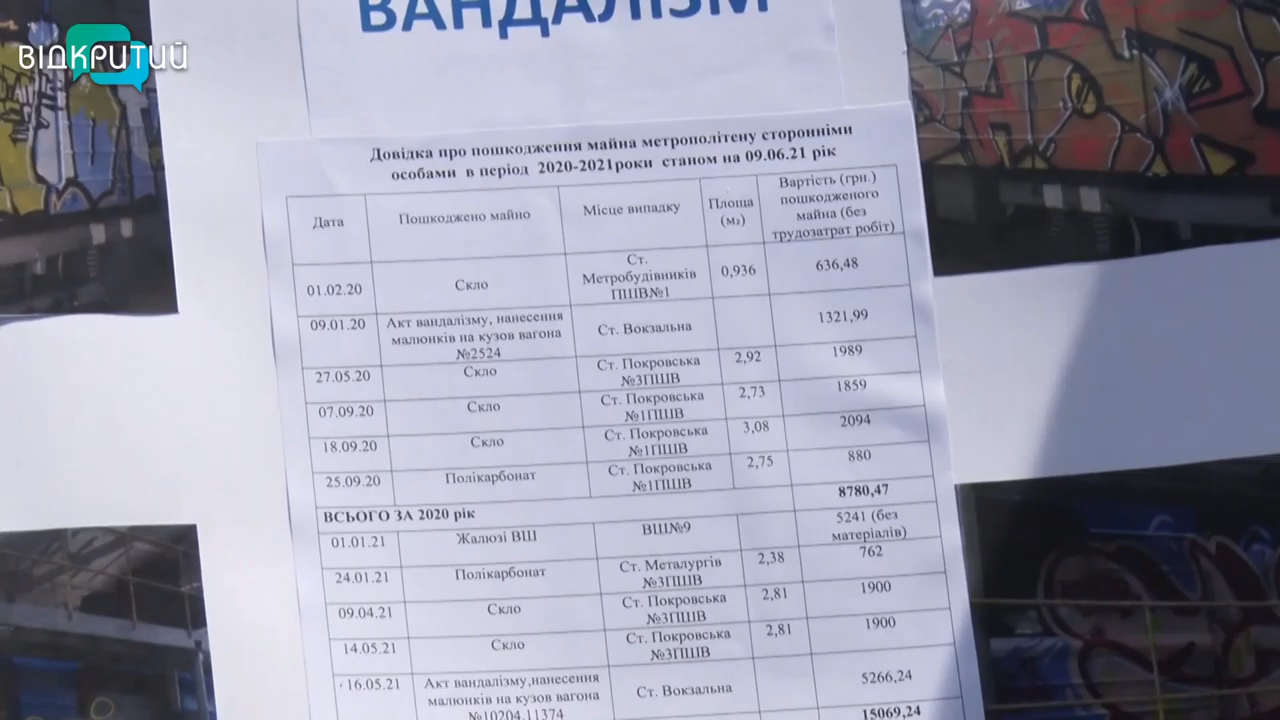 ВІДКРИТИЙ
ВАНДАЛІЗМ
Довідка про пошкодження майна метрополітену сторонніми
особами в період 2020-2021роки станом на 09.06.21 рік
Дата Пошкоджено майно Місце випадку Площа (м₂) Вартість (грн.) пошкодженого майна (без трудозатрат робіт)
01.02.20 Скло Ст. Метробудівників ПШВ№1 0,936 636,48
09.01.20 Акт вандалізму, нанесення малюнків на кузов вагона №2524 Ст. Вокзальна 1321,99
27.05.20 Скло Ст. Покровська №3ПШВ 2,92 1989
07.09.20 Скло Ст. Покровська №1ПШВ 2,73 1859
18.09.20 Скло Ст. Покровська №1ПШВ 3,08 2094
25.09.20 Полікарбонат Ст. Покровська №1ПШВ 2,75 880
ВСЬОГО ЗА 2020 рік 8780,47
01.01.21 Жалюзі ВШ ВШ№9 5241 (без матеріалів)
24.01.21 Полікарбонат Ст. Металургів №3ПШВ 2,38 762
09.04.21 Скло Ст. Покровська №3ПШВ 2,81 1900
14.05.21 Скло Ст. Покровська №3ПШВ 2,81 1900
16.05.21 Акт вандалізму,нанесення малюнків на кузов вагона №10204,11374 Ст. Вокзальна 5266,24
15069,24